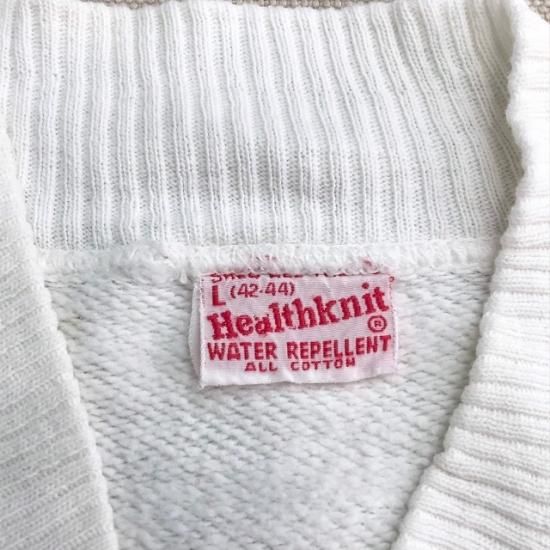 L (42-44)
Healthknit ®
WATER REPELLENT
ALL COTTON